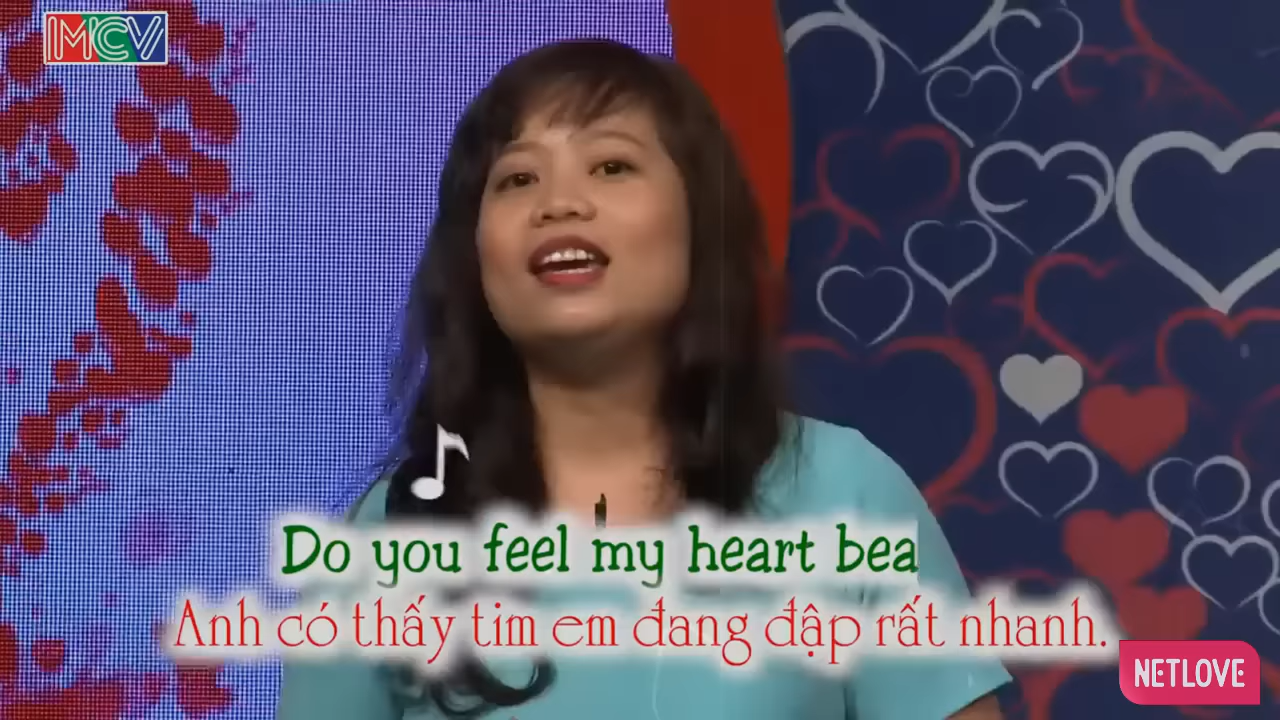 MCV
Do you feel my heart bea
Anh có thấy tim em đang đập rất nhanh.
NETLOVE